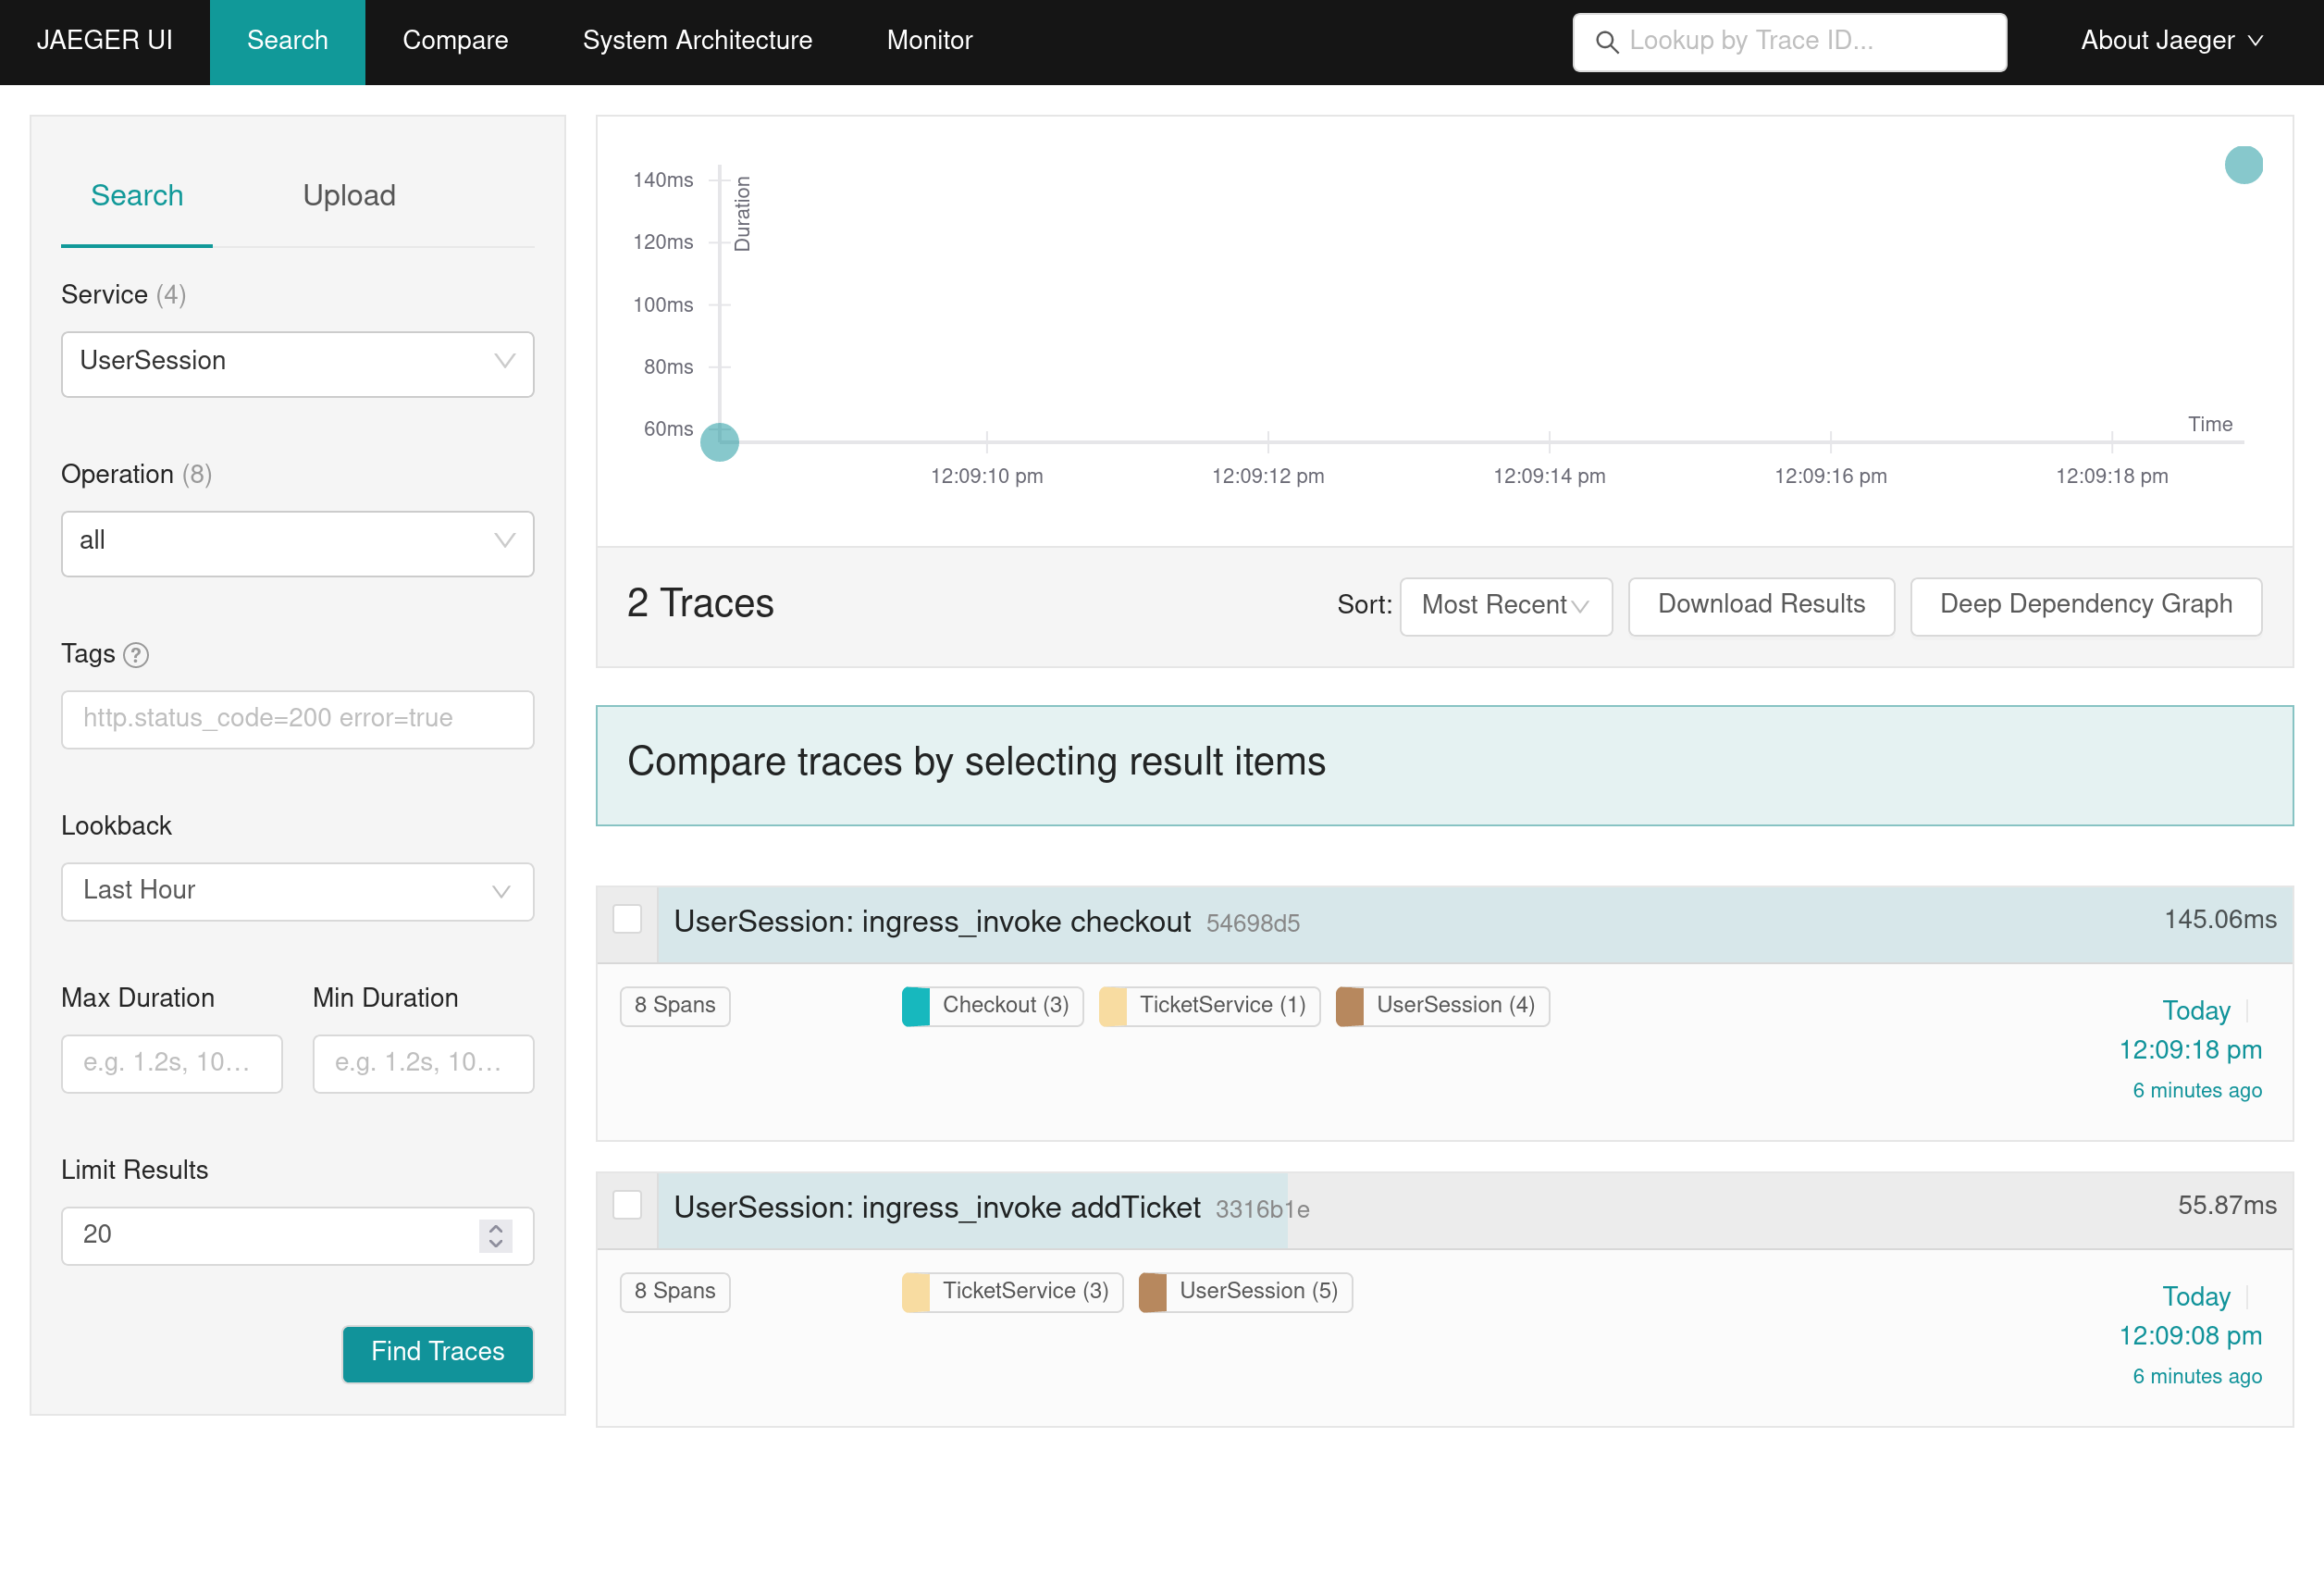 JAEGER UI Search Compare System Architecture Monitor Lookup by Trace ID... About Jaeger
Search Upload
Service (4)
UserSession
Operation (8)
all
Tags ?
http.status_code=200 error=true
Lookback
Last Hour
Max Duration Min Duration
e.g. 1.2s, 10... e.g. 1.2s, 10...
Limit Results
20
Find Traces
Duration
140ms
120ms
100ms
80ms
60ms
Time
12:09:10 pm 12:09:12 pm 12:09:14 pm 12:09:16 pm 12:09:18 pm
2 Traces Sort: Most Recent Download Results Deep Dependency Graph
Compare traces by selecting result items
UserSession: ingress_invoke checkout 54698d5 145.06ms
8 Spans Checkout (3) TicketService (1) UserSession (4) Today
12:09:18 pm
6 minutes ago
UserSession: ingress_invoke addTicket 3316b1e 55.87ms
8 Spans TicketService (3) UserSession (5) Today
12:09:08 pm
6 minutes ago